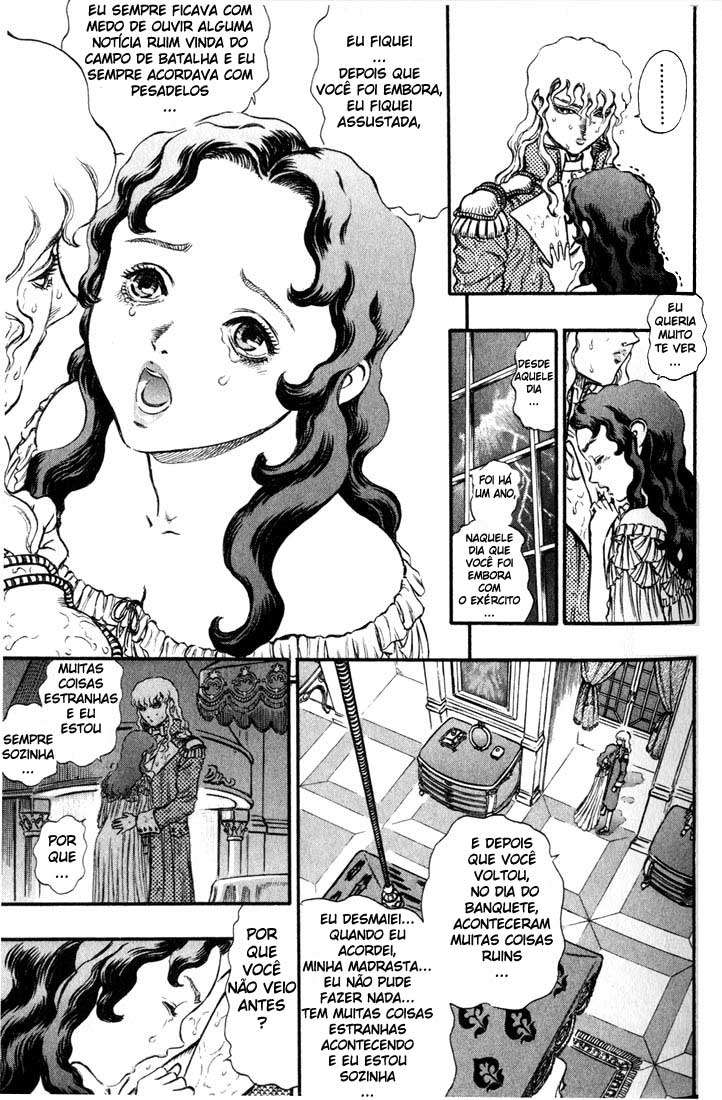 .........
EU
QUERIA
MUITO
TE VER
...
DESDE
AQUELE
DIA
...
FOI HÁ
UM ANO,
NAQUELE
DIA QUE
VOCÊ FOI
EMBORA
COM
O EXÉRCITO
...
EU FIQUEI
...
DEPOIS QUE
VOCÊ FOI EMBORA,
EU FIQUEI
ASSUSTADA,
EU SEMPRE FICAVA COM
MEDO DE OUVIR ALGUMA
NOTÍCIA RUIM VINDA DO
CAMPO DE BATALHA E EU
SEMPRE ACORDAVA COM
PESADELOS
...
E DEPOIS
QUE VOCÊ
VOLTOU,
NO DIA DO
BANQUETE,
ACONTECERAM
MUITAS COISAS
RUINS
...
EU DESMAIEI...
QUANDO EU
ACORDEI,
MINHA MADRASTA...
EU NÃO PUDE
FAZER NADA...
TEM MUITAS COISAS
ESTRANHAS
ACONTECENDO
E EU ESTOU
SOZINHA
...
MUITAS
COISAS
ESTRANHAS
E EU
ESTOU
SEMPRE
SOZINHA
...
POR
QUE
...
POR
QUE
VOCÊ
NÃO VEIO
ANTES
?